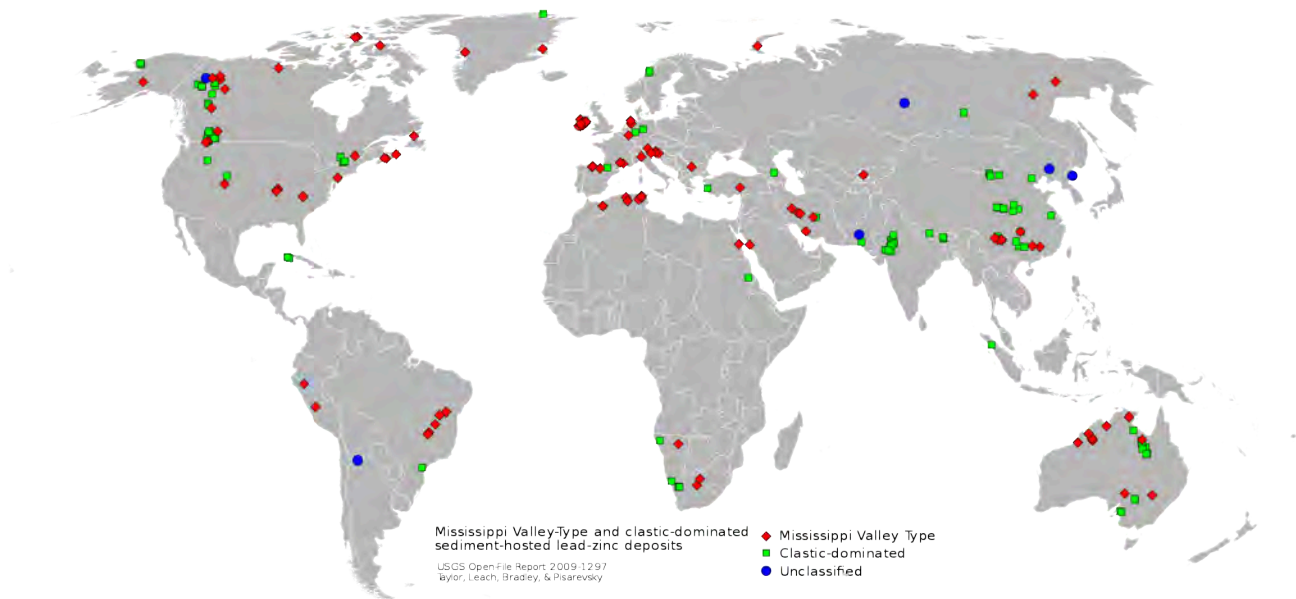 Mississippi Valley-Type and clastic-dominated
sediment-hosted lead-zinc deposits
USGS Open-File Report 2009-1297
Taylor, Leach, Bradley, & Pisarevsky
Mississippi Valley Type
Clastic-dominated
Unclassified